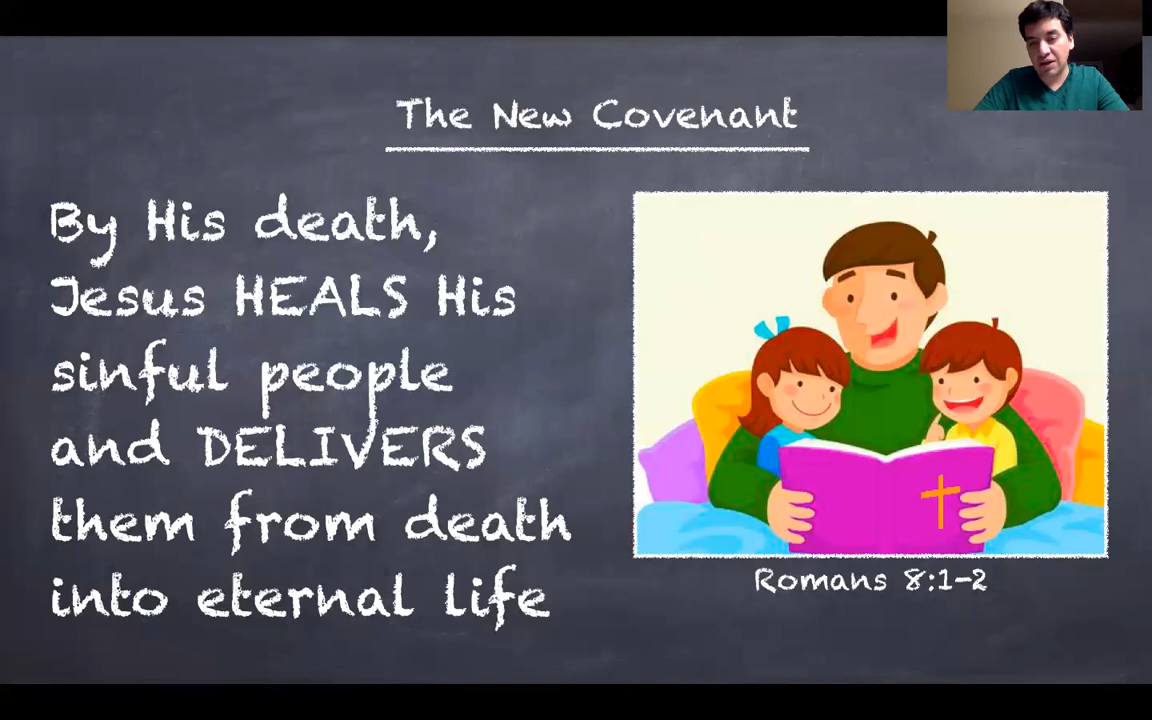 The New Covenant
By His death,
Jesus HEALS His
sinful people
and DELIVERS
them from death
into eternal life
Romans 8:1-2